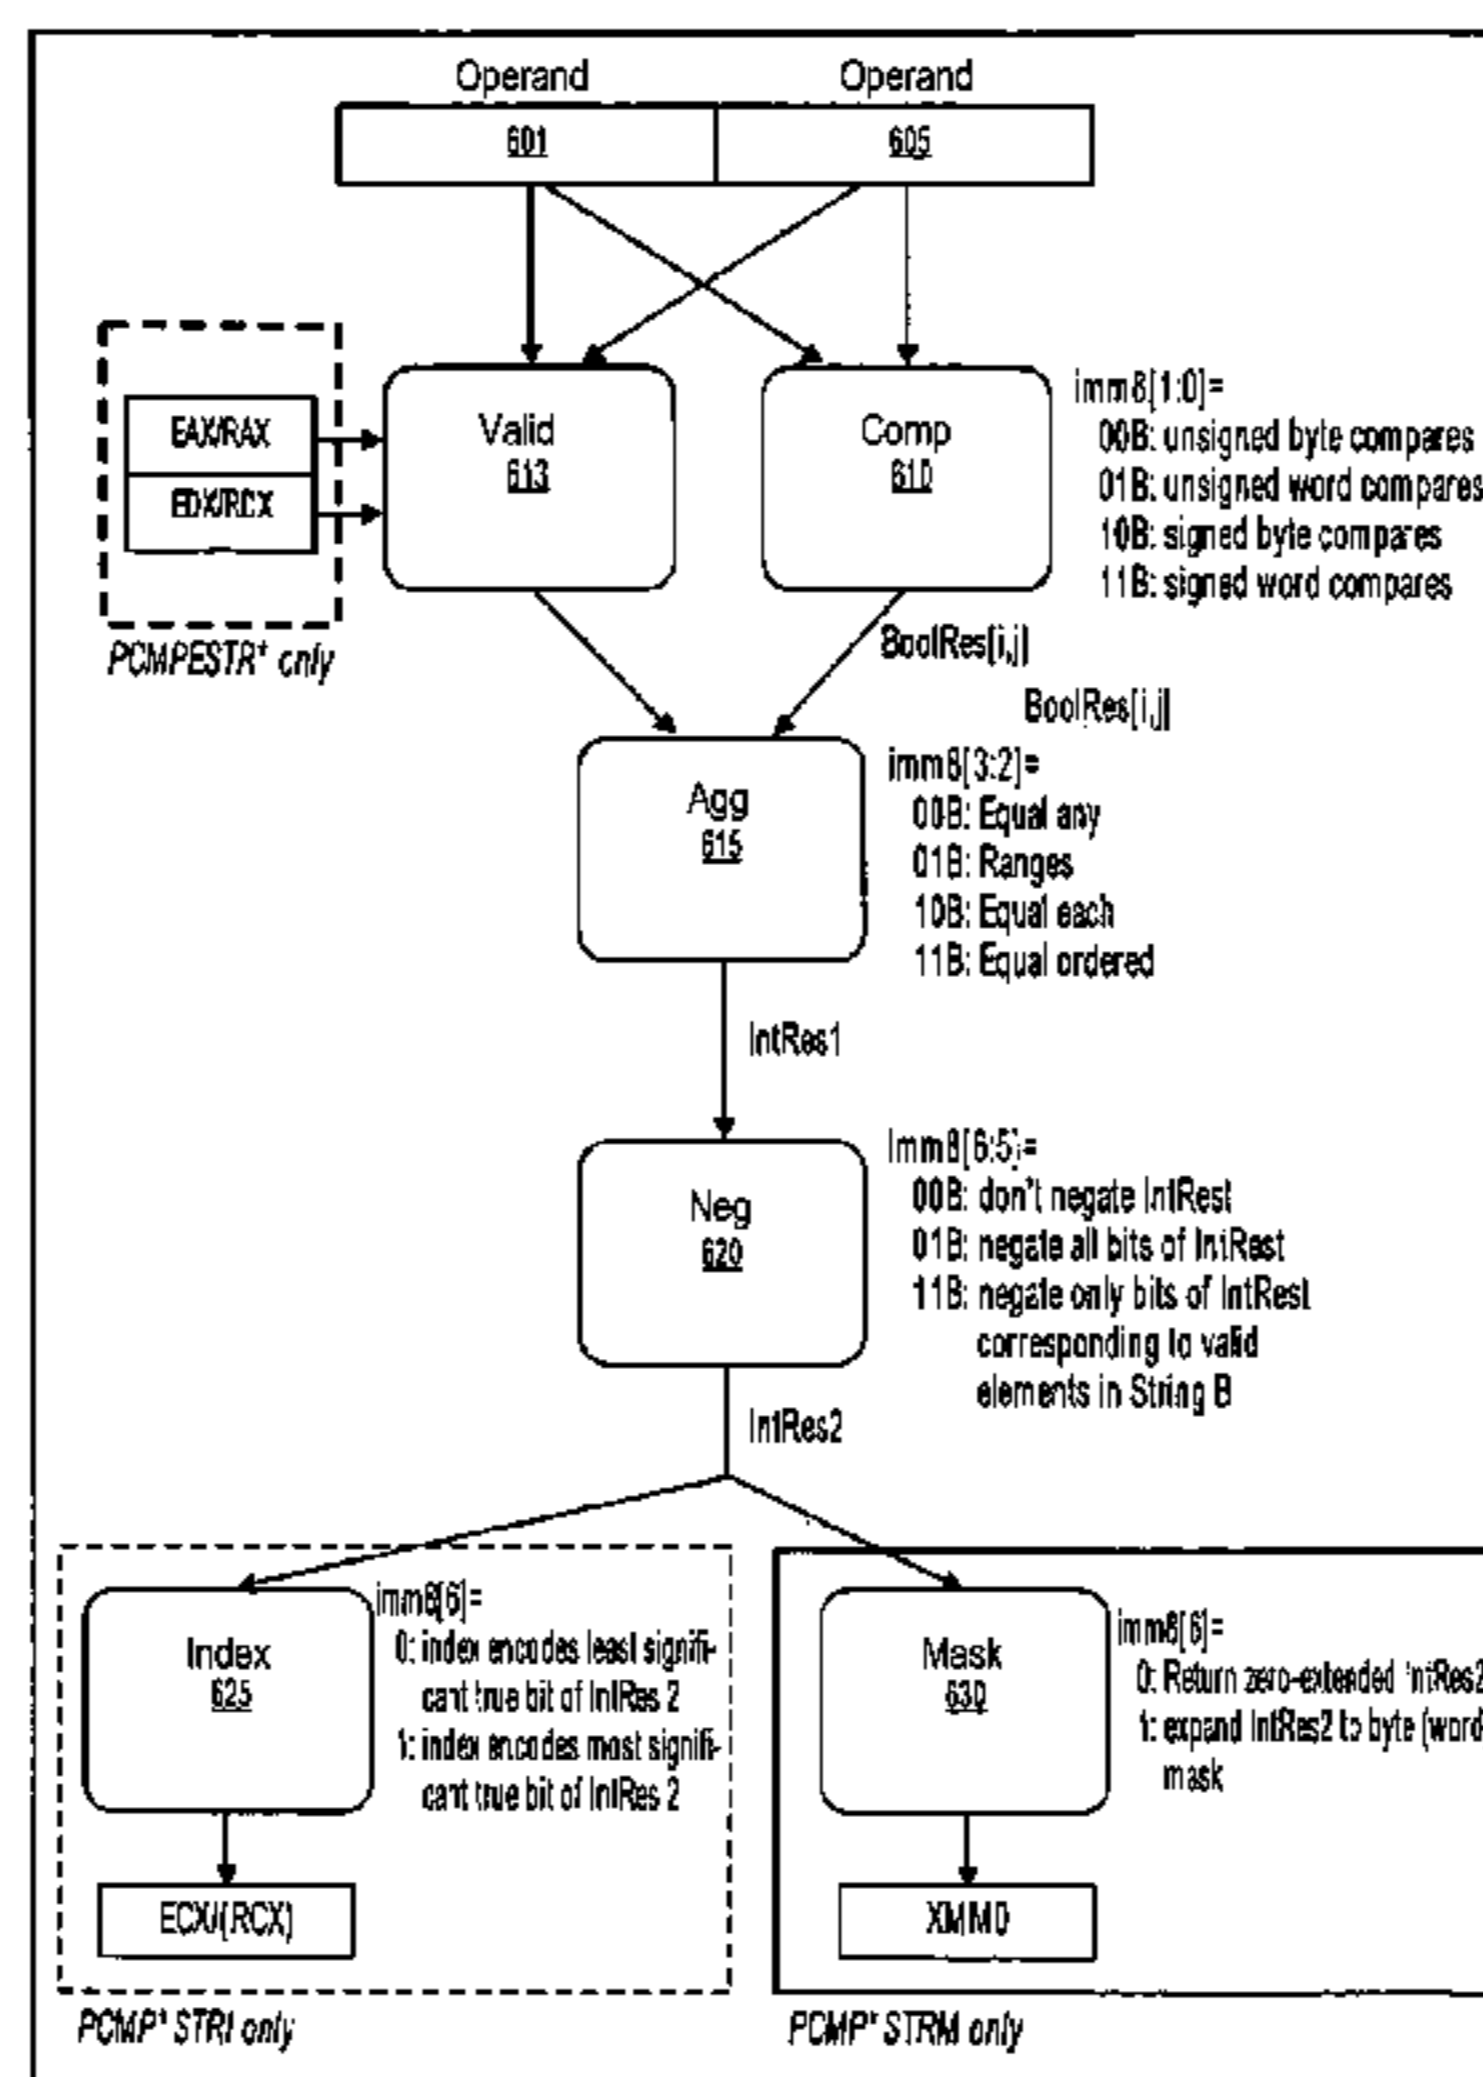 Operand Operand
601 605
EAX/RAX
EDX/RCX
PCMPESTR* only
Valid
613
Comp
610
imm8[1:0]=
00B: unsigned byte compares
01B: unsigned word compares
10B: signed byte compares
11B: signed word compares
BoolRes[i,j]
BoolRes[i,j]
Agg
615
imm8[3:2]=
00B: Equal any
01B: Ranges
10B: Equal each
11B: Equal ordered
IntRes1
Neg
620
Imm8[6:5]=
00B: don't negate IntRest
01B: negate all bits of IntRest
11B: negate only bits of IntRest
corresponding to valid
elements in String B
IntRes2
Index
625
imm8[6]=
0: index encodes least signifi-
cant true bit of IntRes 2
1: index encodes most signifi-
cant true bit of IntRes 2
ECX/(RCX)
PCMP* STRI only
Mask
630
imm8[6]=
0: Return zero-extended IntRes2
1: expand IntRes2 to byte (word
mask
XMM0
PCMP* STRM only